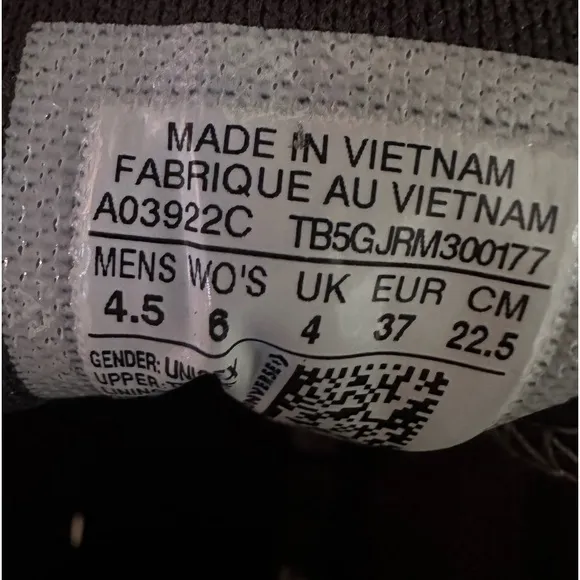 MADE IN VIETNAM
FABRIQUE AU VIETNAM
A03922C TB5GJRM300177
MENS WO'S UK EUR CM
4.5 6 4 37 22.5
GENDER: UNISEX
UPPER: